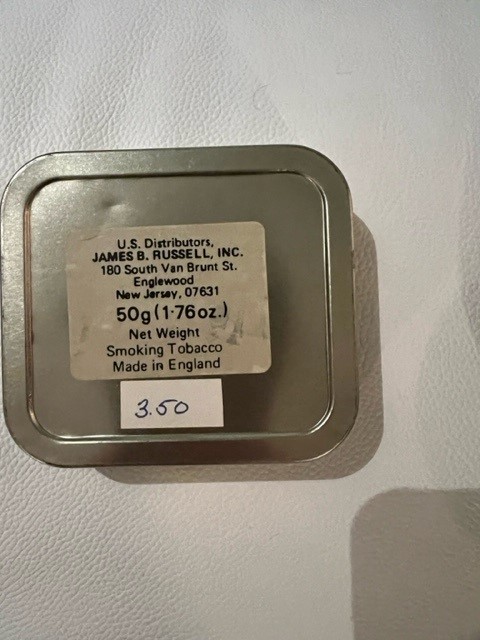 U.S. Distributors,
JAMES B. RUSSELL, INC.
180 South Van Brunt St.
Englewood
New Jersey, 07631
50g (1·76oz.)
Net Weight
Smoking Tobacco
Made in England
3.50